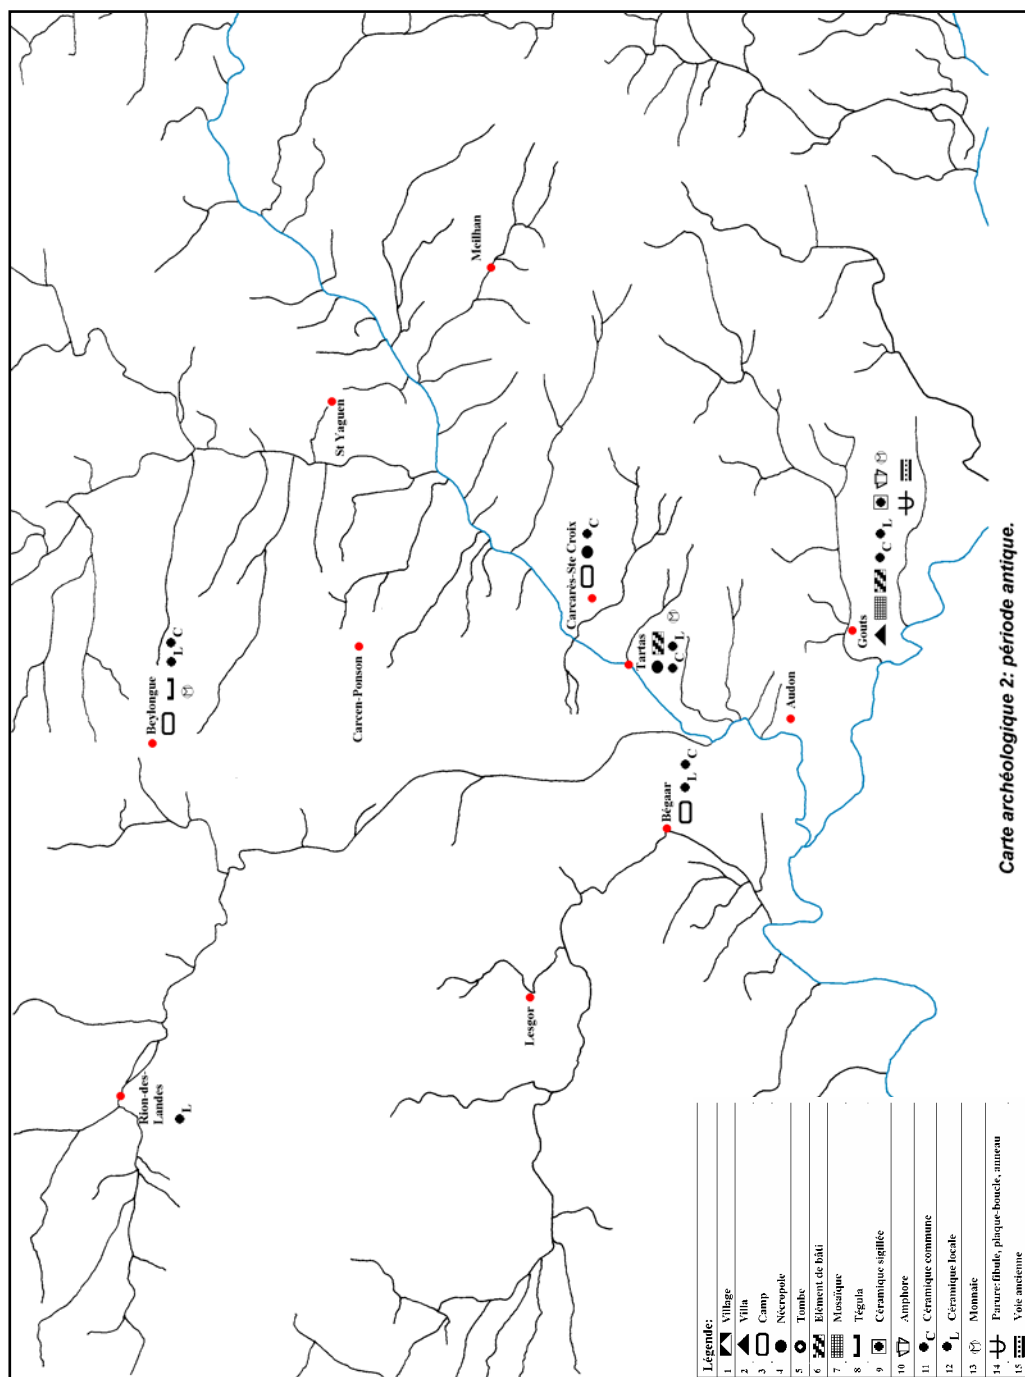 Rion-des-
Landes
L
Beylongue
L
C
Lesgor
Carcen-Ponson
St Yaguen
Meilhan
Bégaar
L
C
Carcarès-Ste Croix
C
Tartas
C
L
Audon
Gouts
C
L
Légende:
1 Village
2 Villa
3 Camp
4 Nécropole
5 Tombe
6 Elément de bâti
7 Mosaïque
8 Tégula
9 Céramique sigillée
10 Amphore
11 C Céramique commune
12 L Céramique locale
13 Monnaie
14 Parure: fibule, plaque-boucle, anneau
15 Voie ancienne
Carte archéologique 2: période antique.